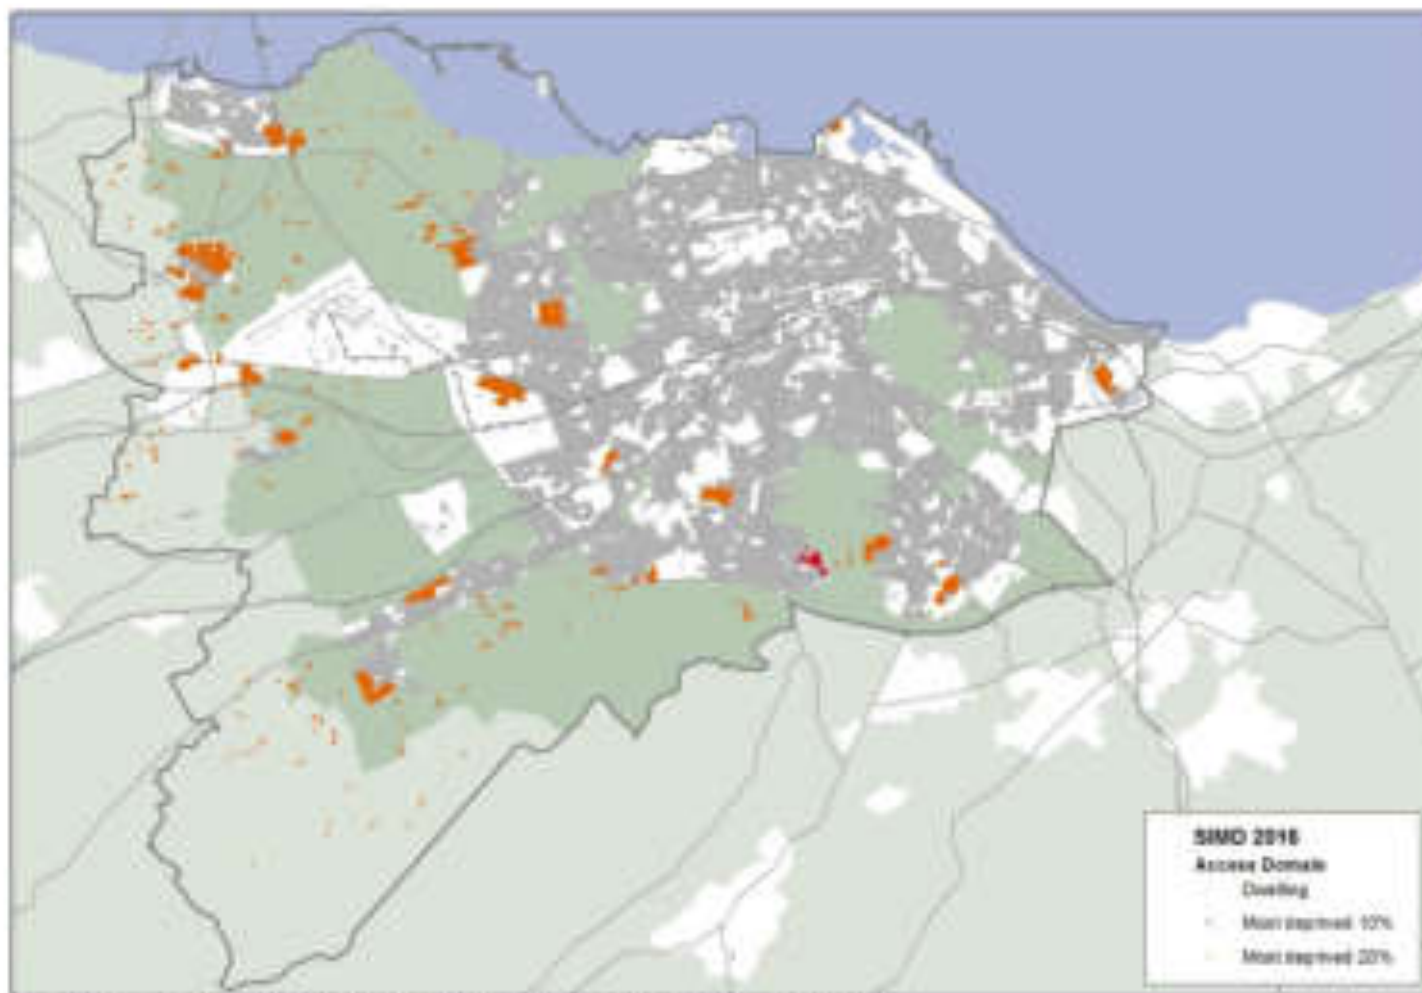 SIMD 2016
Access Domain
Dwelling
Most deprived 10%
Most deprived 20%